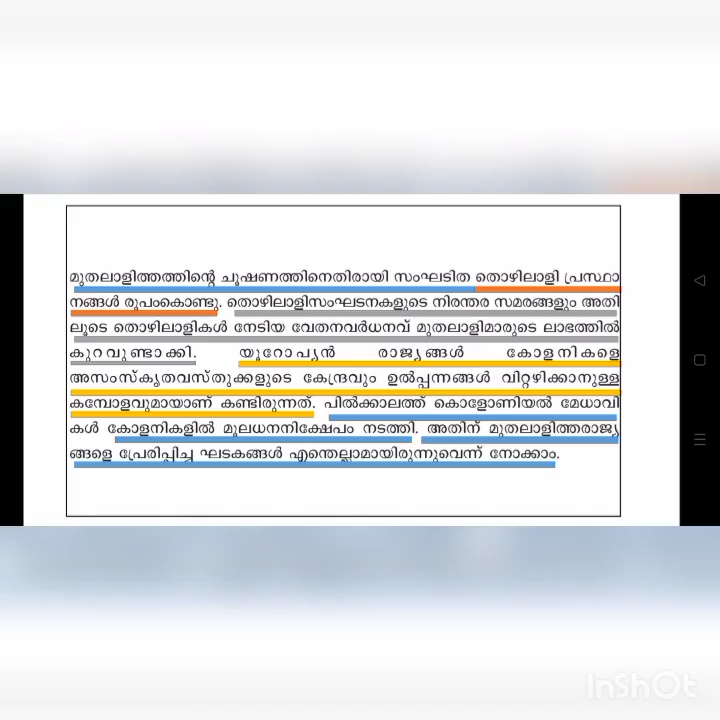 മുതലാളിത്തത്തിന്റെ ചൂഷണത്തിനെതിരായി സംഘടിത തൊഴിലാളി പ്രസ്ഥാ
നങ്ങൾ രൂപംകൊണ്ടു. തൊഴിലാളിസംഘടനകളുടെ നിരന്തര സമരങ്ങളും അതി
ലൂടെ തൊഴിലാളികൾ നേടിയ വേതനവർധനവ് മുതലാളിമാരുടെ ലാഭത്തിൽ
കുറവുണ്ടാക്കി. യൂറോപ്യൻ രാജ്യങ്ങൾ കോളനികളെ
അസംസ്കൃതവസ്തുക്കളുടെ കേന്ദ്രവും ഉൽപ്പന്നങ്ങൾ വിറ്റഴിക്കാനുള്ള
കമ്പോളവുമായാണ് കണ്ടിരുന്നത്. പിൽക്കാലത്ത് കൊളോണിയൽ മേധാവി
കൾ കോളനികളിൽ മൂലധനനിക്ഷേപം നടത്തി. അതിന് മുതലാളിത്തരാജ്യ
ങ്ങളെ പ്രേരിപ്പിച്ച ഘടകങ്ങൾ എന്തെല്ലാമായിരുന്നുവെന്ന് നോക്കാം.
InShOt